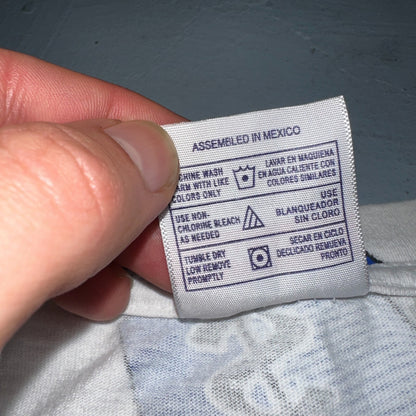 ASSEMBLED IN MEXICO
CHINE WASH
ARM WITH LIKE
COLORS ONLY
LAVAR EN MAQUIENA
EN AGUA CALIENTE CON
COLORES SIMILARES
USE NON-
CHLORINE BLEACH
AS NEEDED
USE
BLANQUEADOR
SIN CLORO
TUMBLE DRY
LOW REMOVE
PROMPTLY
SECAR EN CICLO
DECLICADO REMUEVA
PRONTO